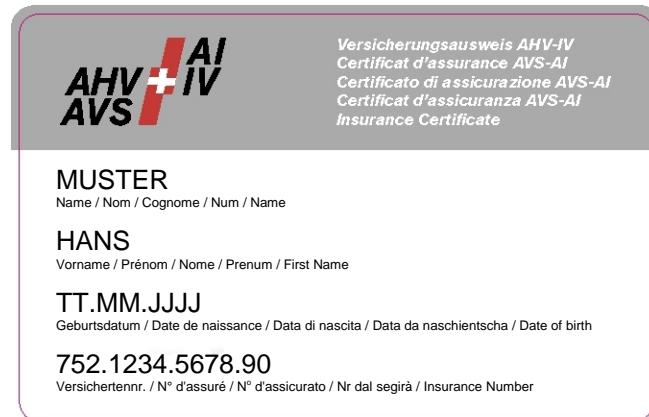 AHV AI
AVS IV
Versicherungsausweis AHV-IV
Certificat d'assurance AVS-AI
Certificato di assicurazione AVS-AI
Certificat d'assicuranza AVS-AI
Insurance Certificate
MUSTER
Name / Nom / Cognome / Num / Name
HANS
Vorname / Prénom / Nome / Prenum / First Name
TT.MM.JJJJ
Geburtsdatum / Date de naissance / Data di nascita / Data da naschientscha / Date of birth
752.1234.5678.90
Versichertennr. / N° d'assuré / N° d'assicurato / Nr dal segirà / Insurance Number